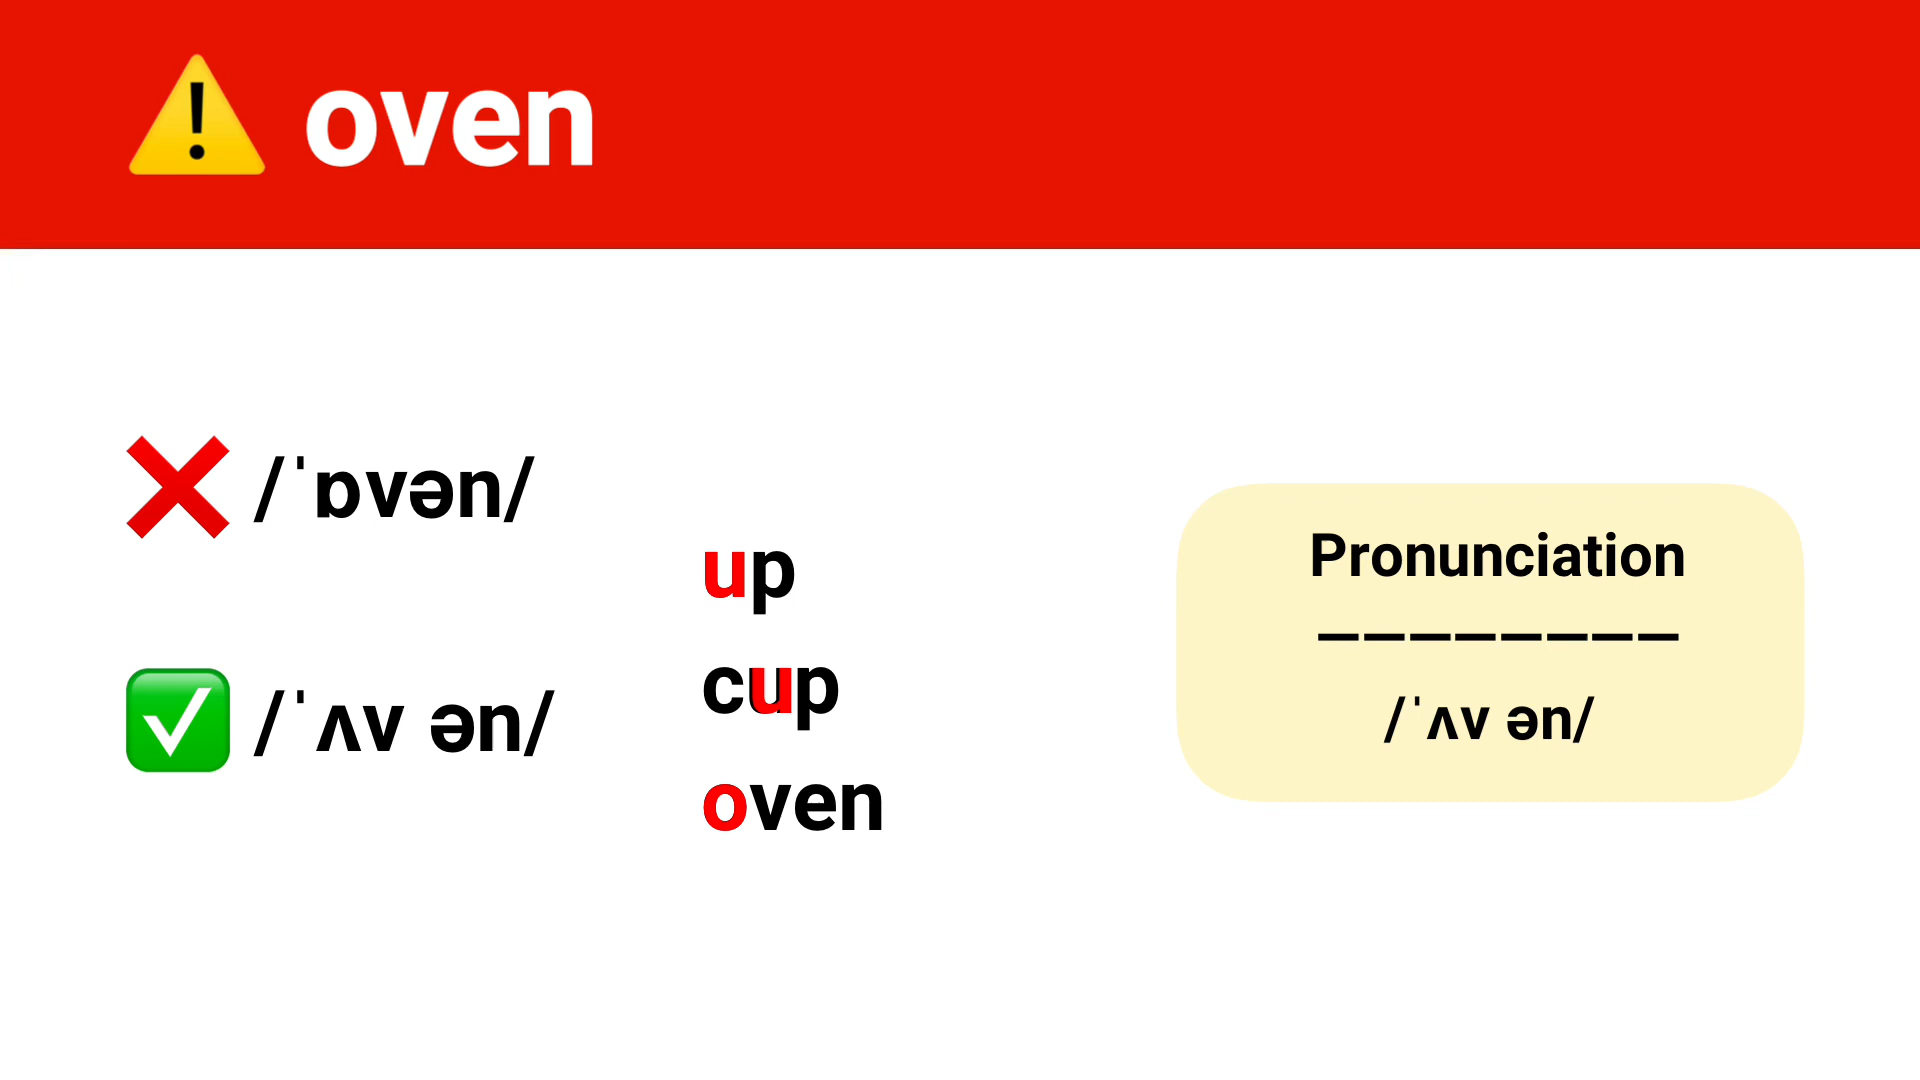 ⚠️ oven
❌ /ˈɒvən/
✅ /ˈʌv ən/
up
cup
oven
Pronunciation
————————
/ˈʌv ən/